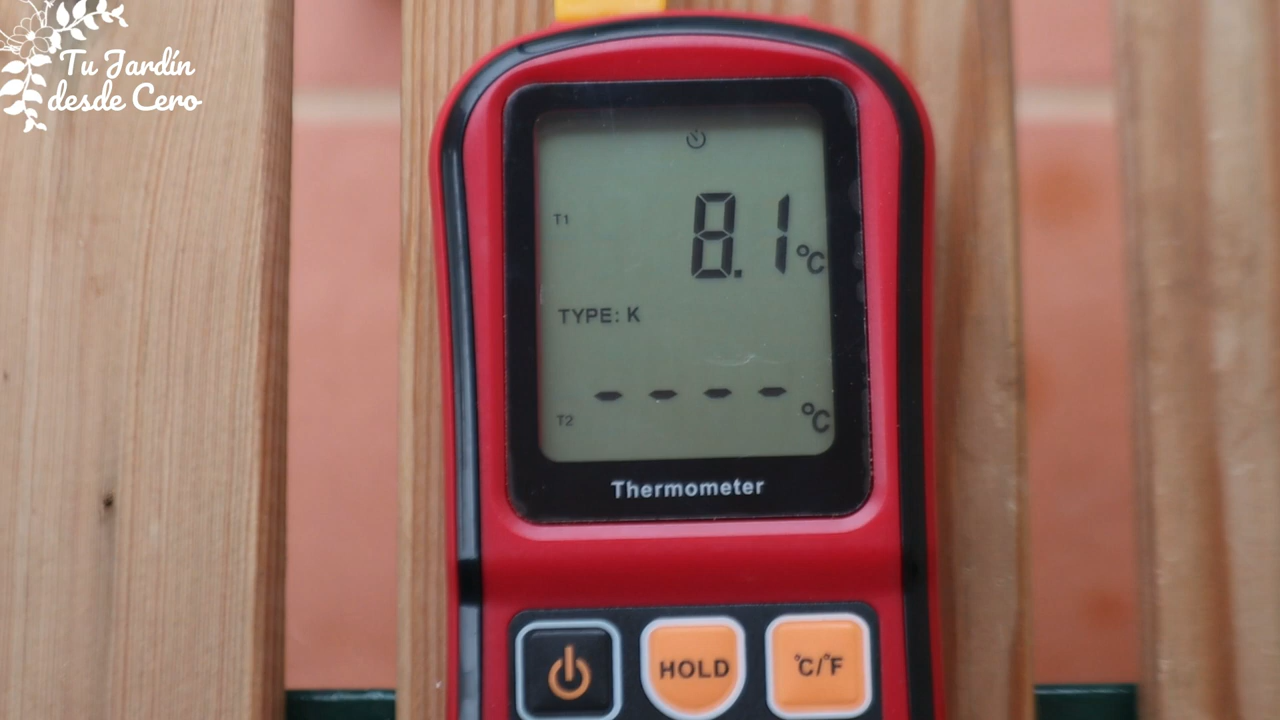 Tu Jardín
desde Cero
T1
8.1 °C
TYPE: K
- - - -
T2
°C
Thermometer
HOLD
°C/°F